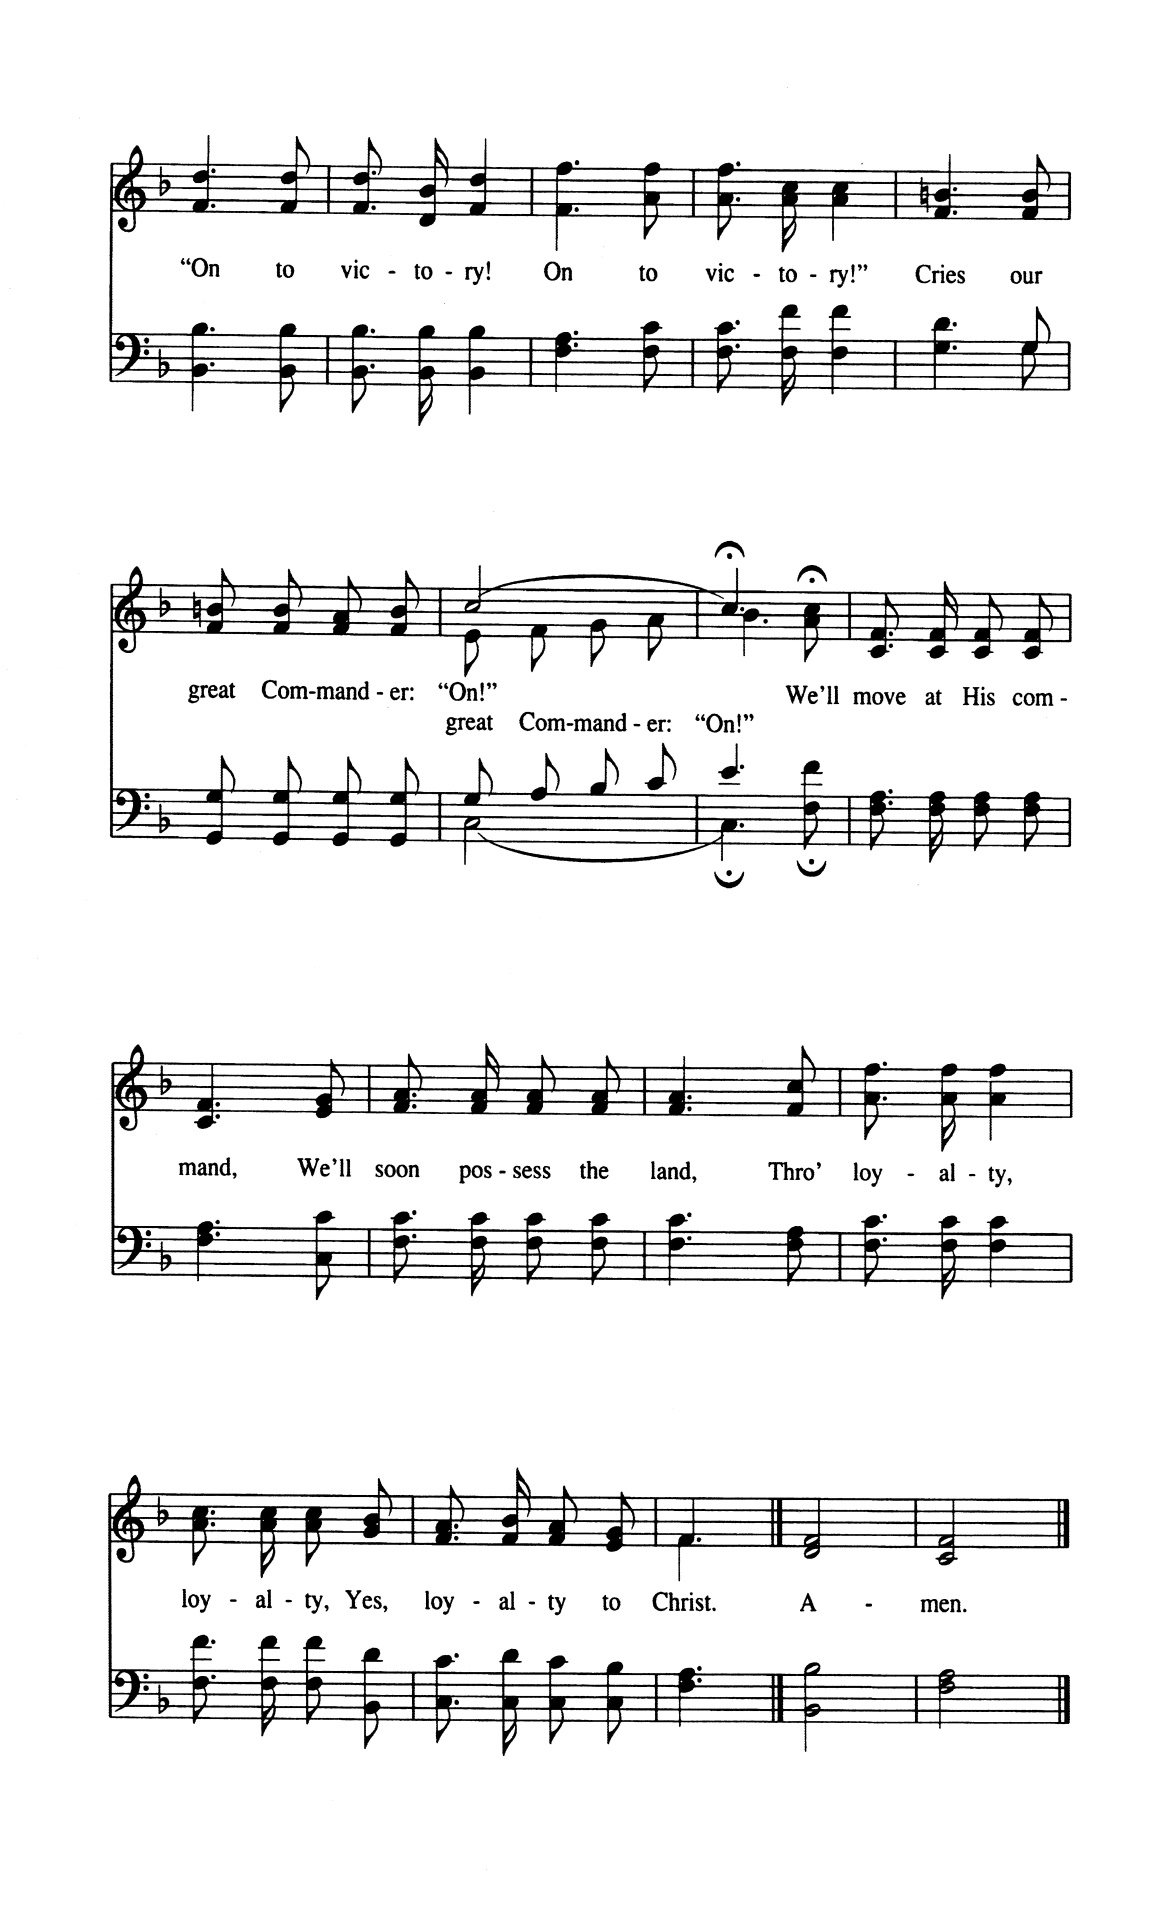 “On to vic - to - ry! On to vic - to - ry!” Cries our
great Com-mand - er: “On!” We’ll move at His com -
great Com-mand - er: “On!”
mand, We’ll soon pos - sess the land, Thro’ loy - al - ty,
loy - al - ty, Yes, loy - al - ty to Christ. A - men.